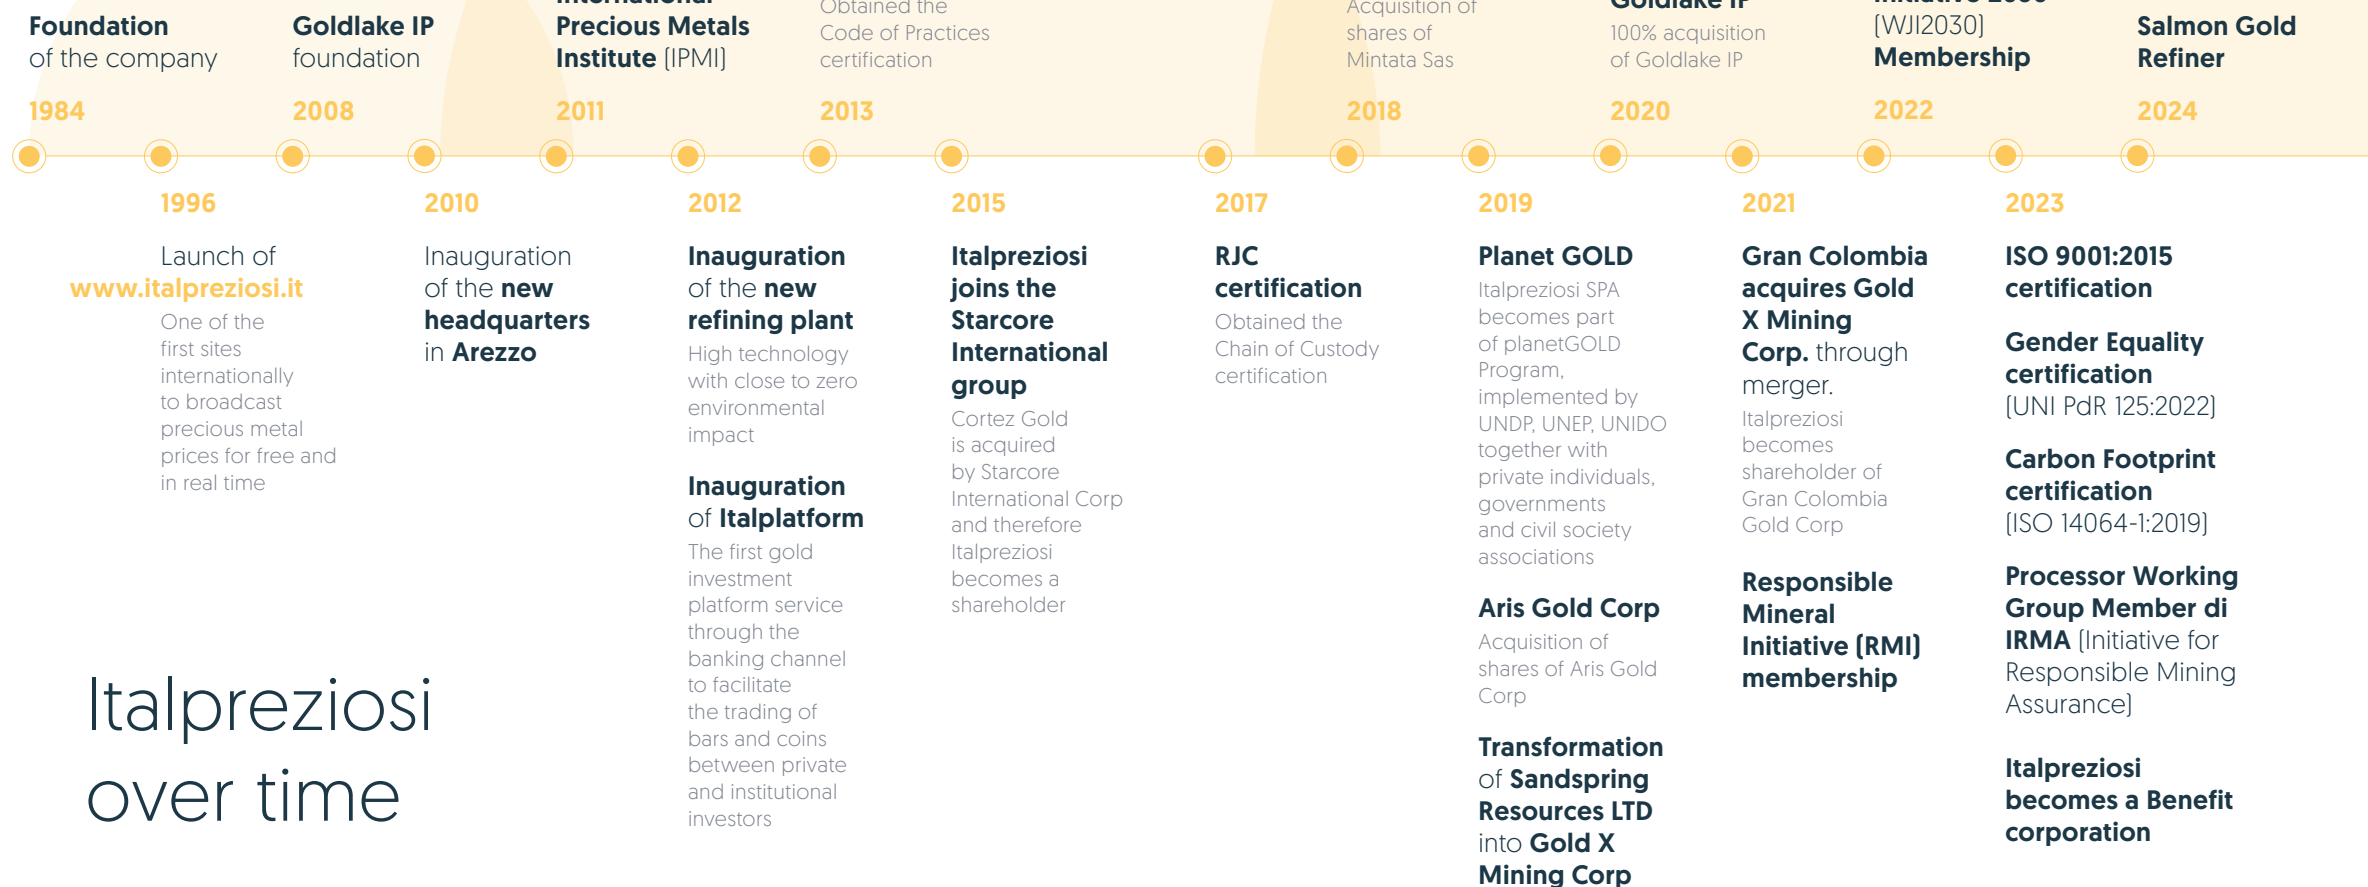 Foundation
of the company
1984
Goldlake IP
foundation
2008
International
Precious Metals
Institute (IPMI)
2011
Obtained the
Code of Practices
certification
2013
Acquisition of
shares of
Mintata Sas
2018
Goldlake IP
100% acquisition
of Goldlake IP
2020
(WJI2030)
Membership
2022
Salmon Gold
Refiner
2024
1996
Launch of
www.italpreziosi.it
One of the
first sites
internationally
to broadcast
precious metal
prices for free and
in real time
2010
Inauguration
of the new
headquarters
in Arezzo
2012
Inauguration
of the new
refining plant
High technology
with close to zero
environmental
impact
Inauguration
of Italplatform
The first gold
investment
platform service
through the
banking channel
to facilitate
the trading of
bars and coins
between private
and institutional
investors
2015
Italpreziosi
joins the
Starcore
International
group
Cortez Gold
is acquired
by Starcore
International Corp
and therefore
Italpreziosi
becomes a
shareholder
2017
RJC
certification
Obtained the
Chain of Custody
certification
2019
Planet GOLD
Italpreziosi SPA
becomes part
of planetGOLD
Program,
implemented by
UNDP, UNEP, UNIDO
together with
private individuals,
governments
and civil society
associations
Aris Gold Corp
Acquisition of
shares of Aris Gold
Corp
Transformation
of Sandspring
Resources LTD
into Gold X
Mining Corp
2021
Gran Colombia
acquires Gold
X Mining
Corp. through
merger.
Italpreziosi
becomes
shareholder of
Gran Colombia
Gold Corp
Responsible
Mineral
Initiative (RMI)
membership
2023
ISO 9001:2015
certification
Gender Equality
certification
(UNI PdR 125:2022)
Carbon Footprint
certification
(ISO 14064-1:2019)
Processor Working
Group Member di
IRMA (Initiative for
Responsible Mining
Assurance)
Italpreziosi
becomes a Benefit
corporation
Italpreziosi
over time